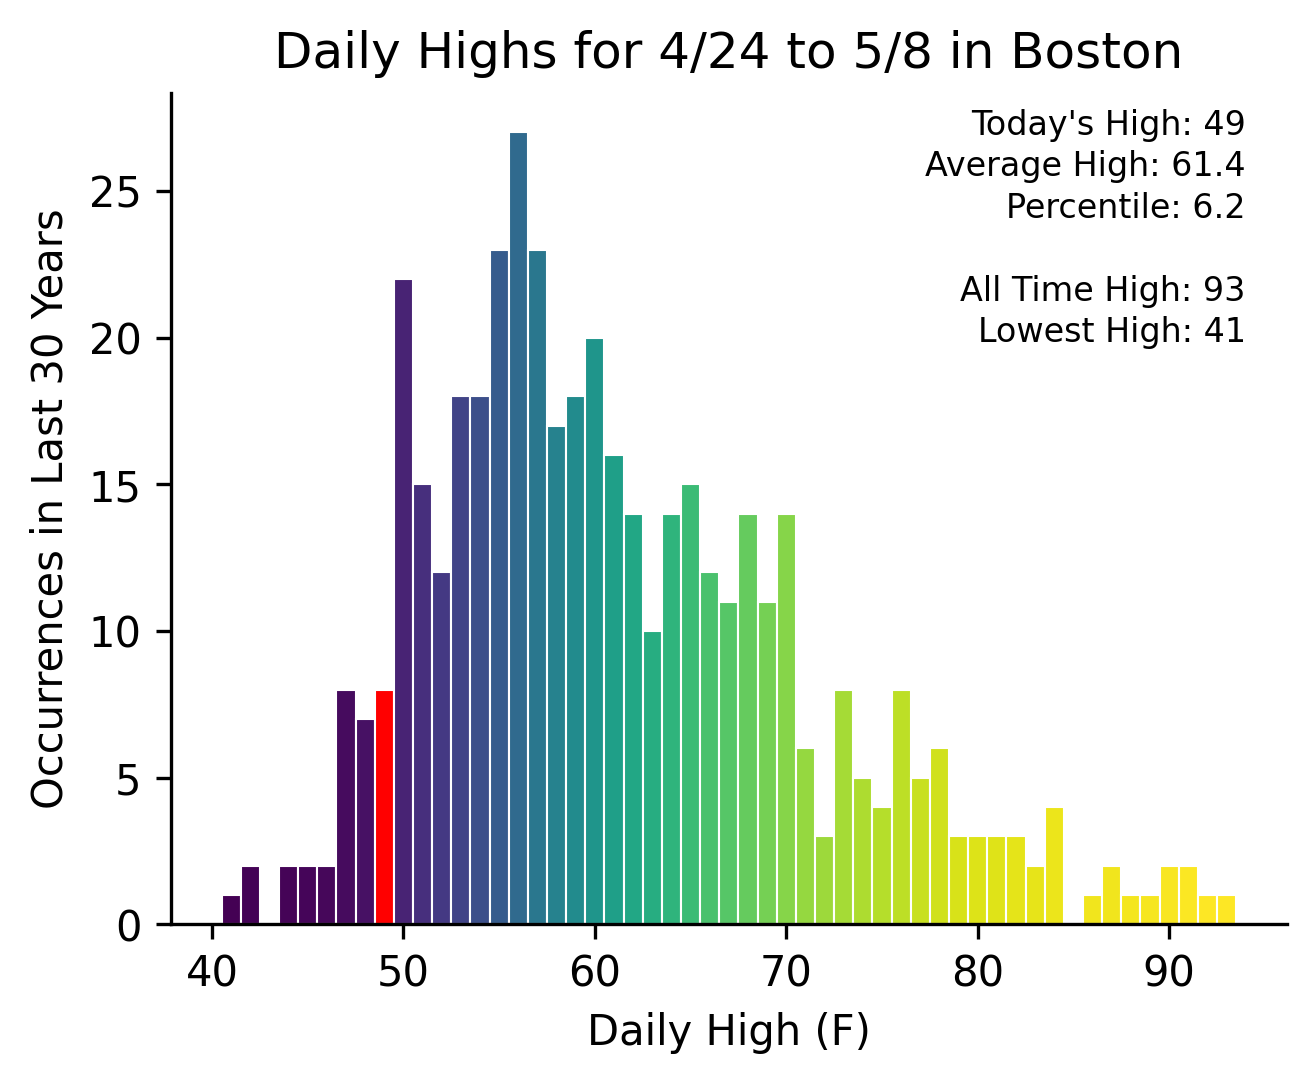 Daily Highs for 4/24 to 5/8 in Boston
Today's High: 49
Average High: 61.4
Percentile: 6.2
All Time High: 93
Lowest High: 41
Occurrences in Last 30 Years
25
20
15
10
5
0
40 50 60 70 80 90
Daily High (F)